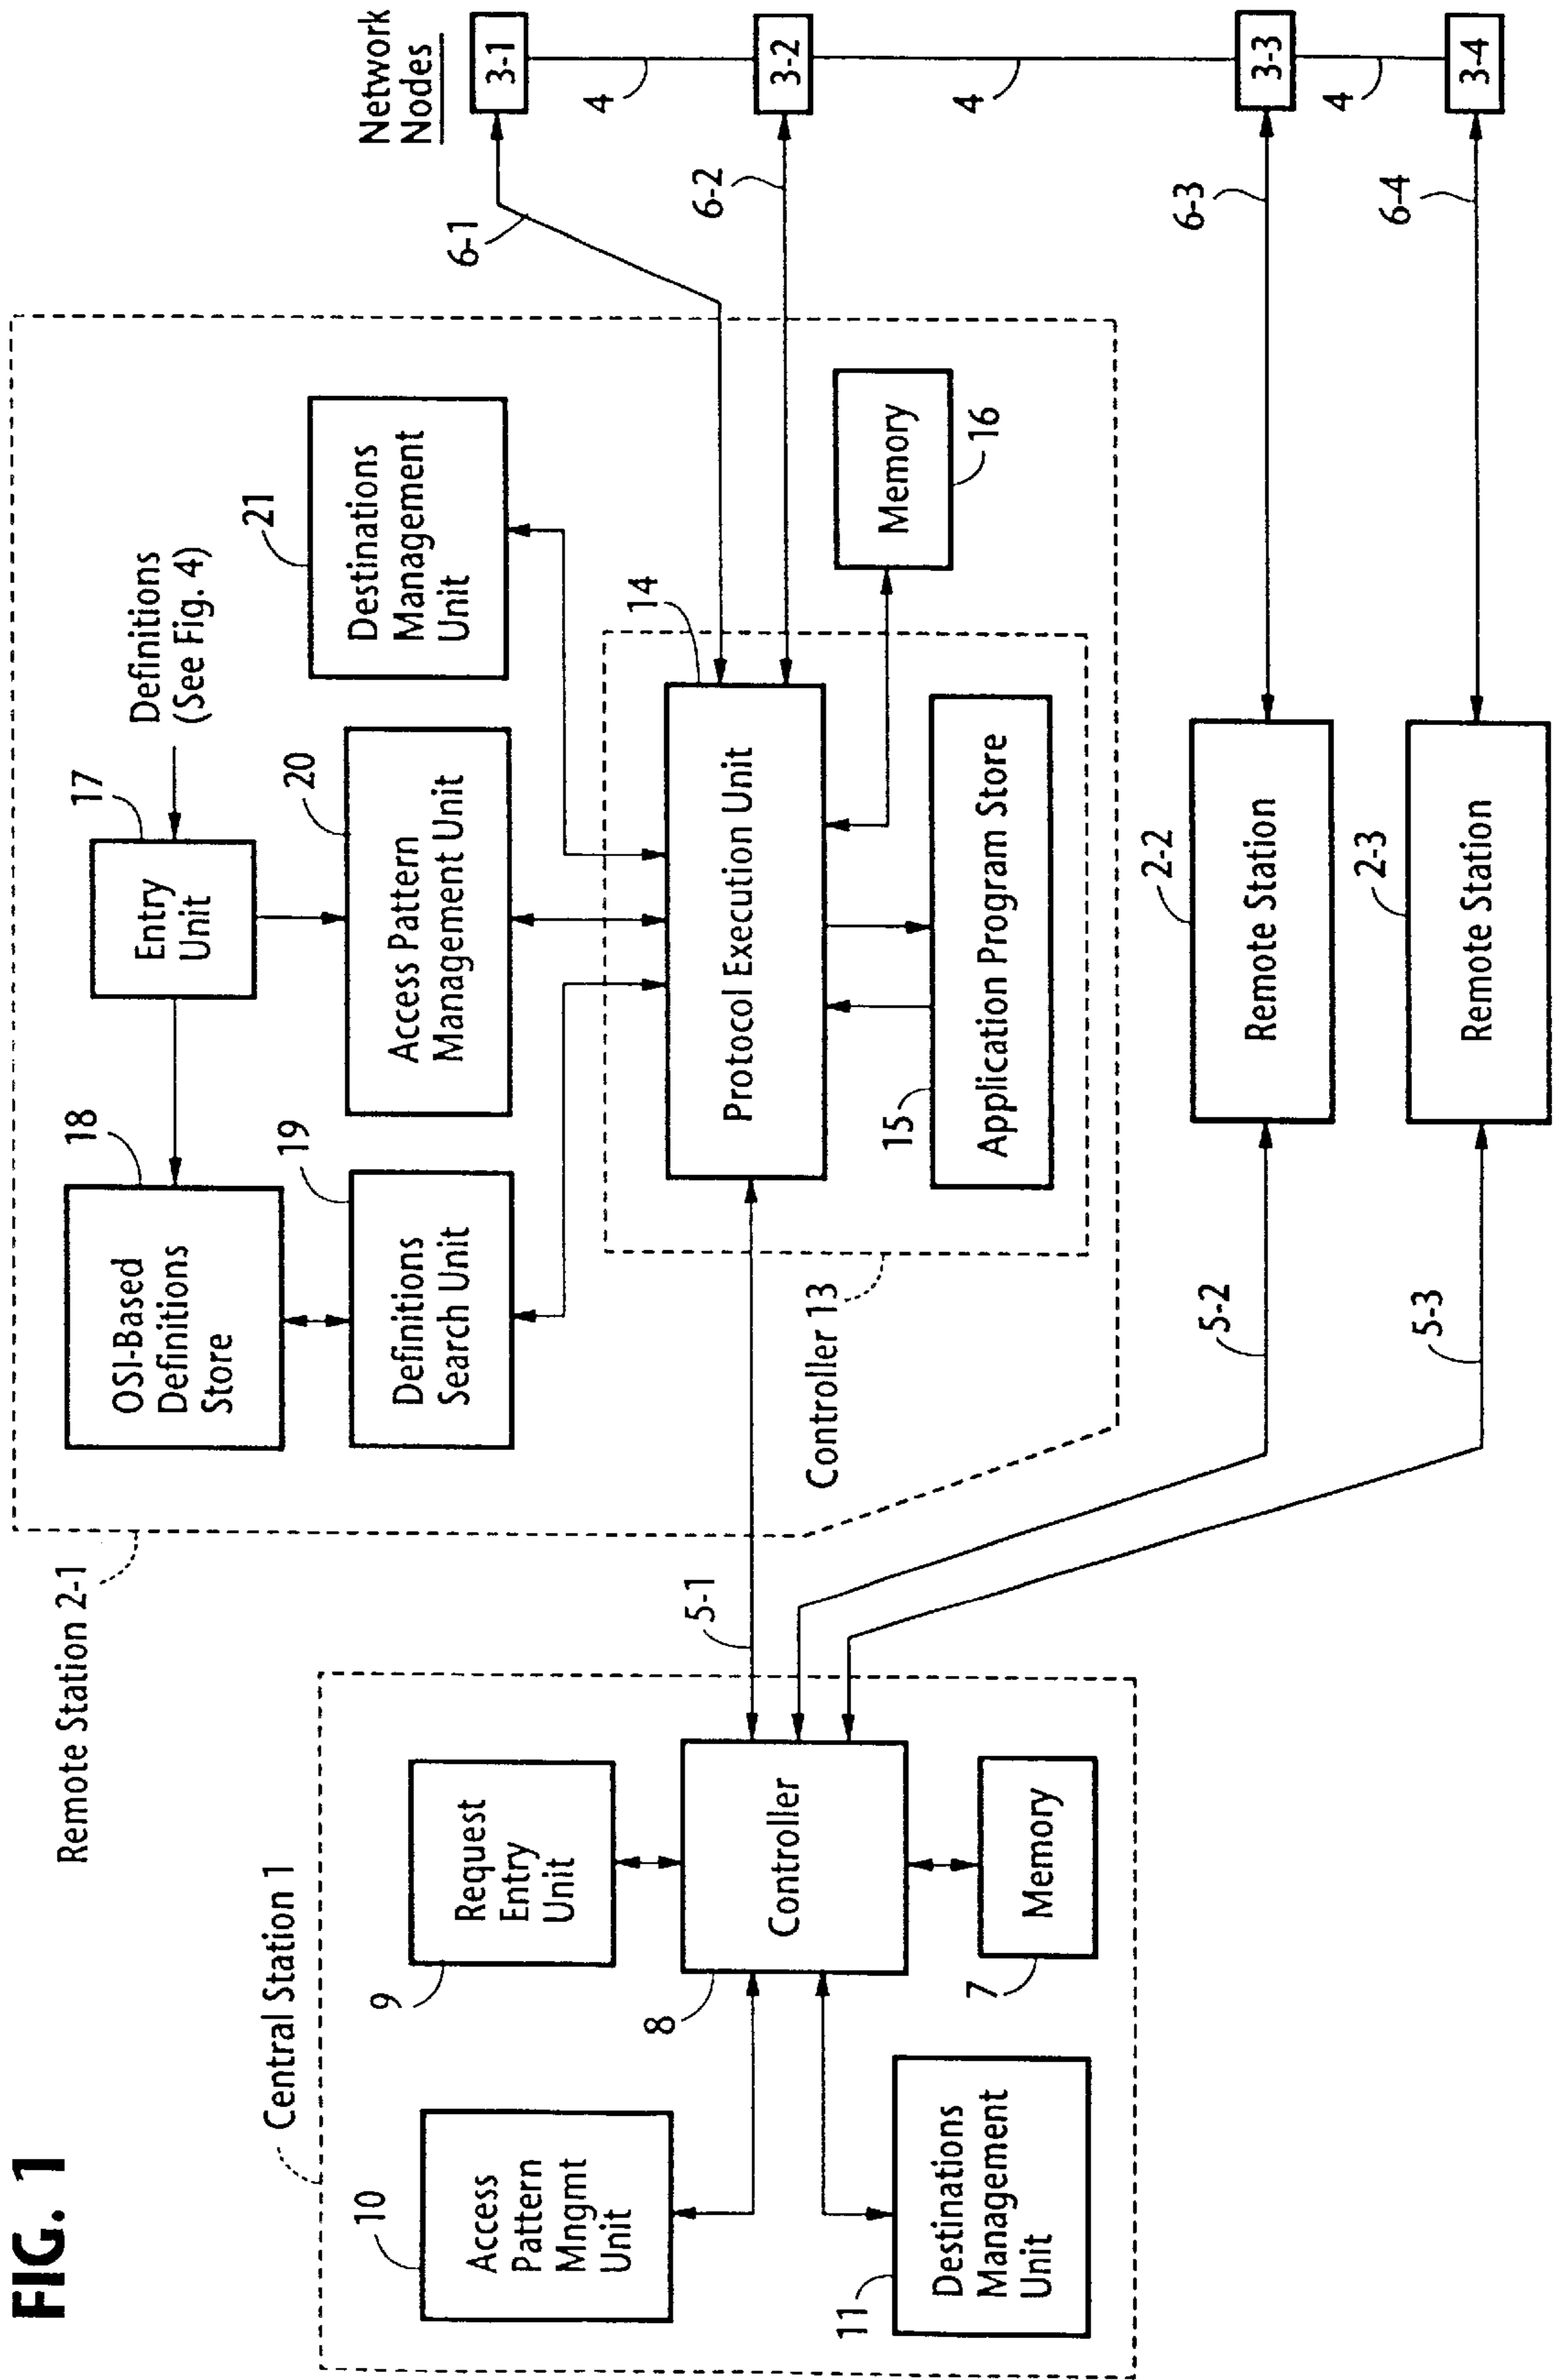 FIG. 1
Central Station 1
10
Access
Pattern
Mngmt
Unit
9
Request
Entry
Unit
8
Controller
11
Destinations
Management
Unit
7
Memory
Remote Station 2-1
5-1
5-2
5-3
18
OSI-Based
Definitions
Store
17
Entry
Unit
Definitions
(See Fig. 4)
19
Definitions
Search Unit
20
Access Pattern
Management Unit
21
Destinations
Management
Unit
Controller 13
14
Protocol Execution Unit
15
Application Program Store
Memory
16
2-2
Remote Station
2-3
Remote Station
6-1
6-2
6-3
6-4
Network
Nodes
3-1
4
3-2
4
3-3
4
3-4